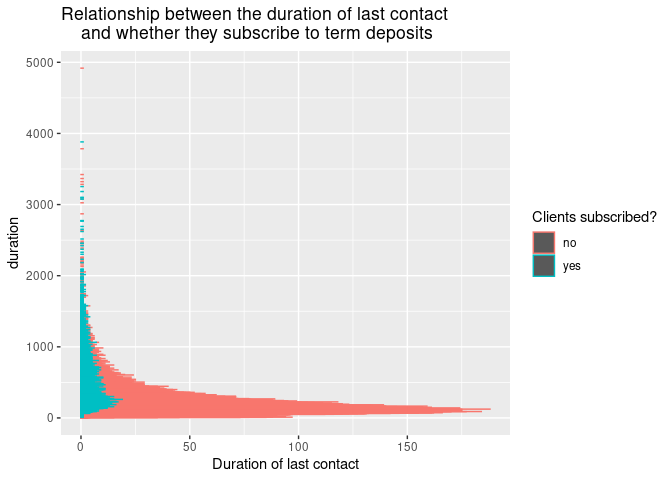 Relationship between the duration of last contact
and whether they subscribe to term deposits
5000
4000
3000
2000
1000
0
duration
0 50 100 150
Duration of last contact
Clients subscribed?
no
yes